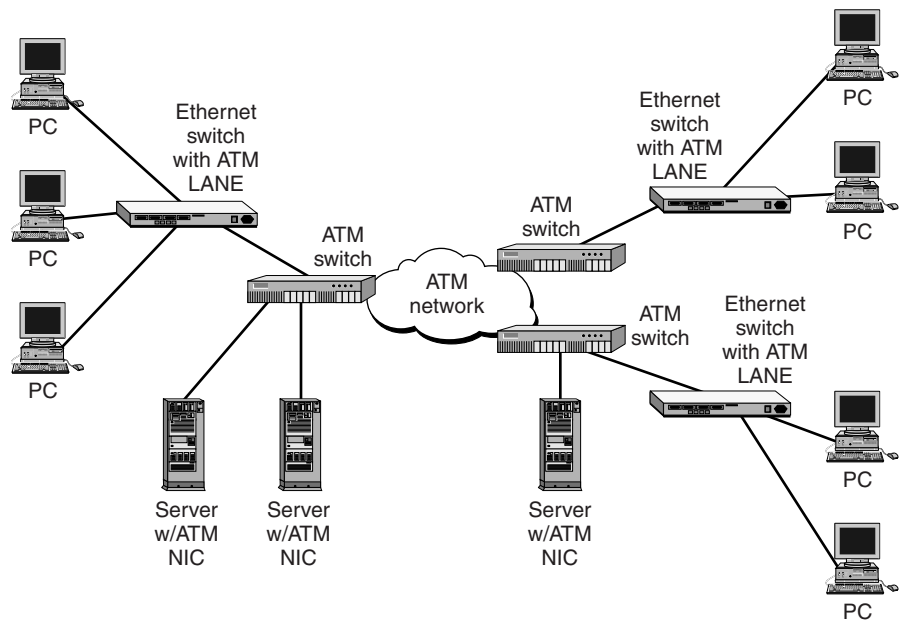 PC
Ethernet
switch
with ATM
LANE
PC
PC
ATM
switch
Server
w/ATM
NIC
Server
w/ATM
NIC
ATM
network
ATM
switch
Ethernet
switch
with ATM
LANE
PC
PC
ATM
switch
Server
w/ATM
NIC
Ethernet
switch
with ATM
LANE
PC
PC